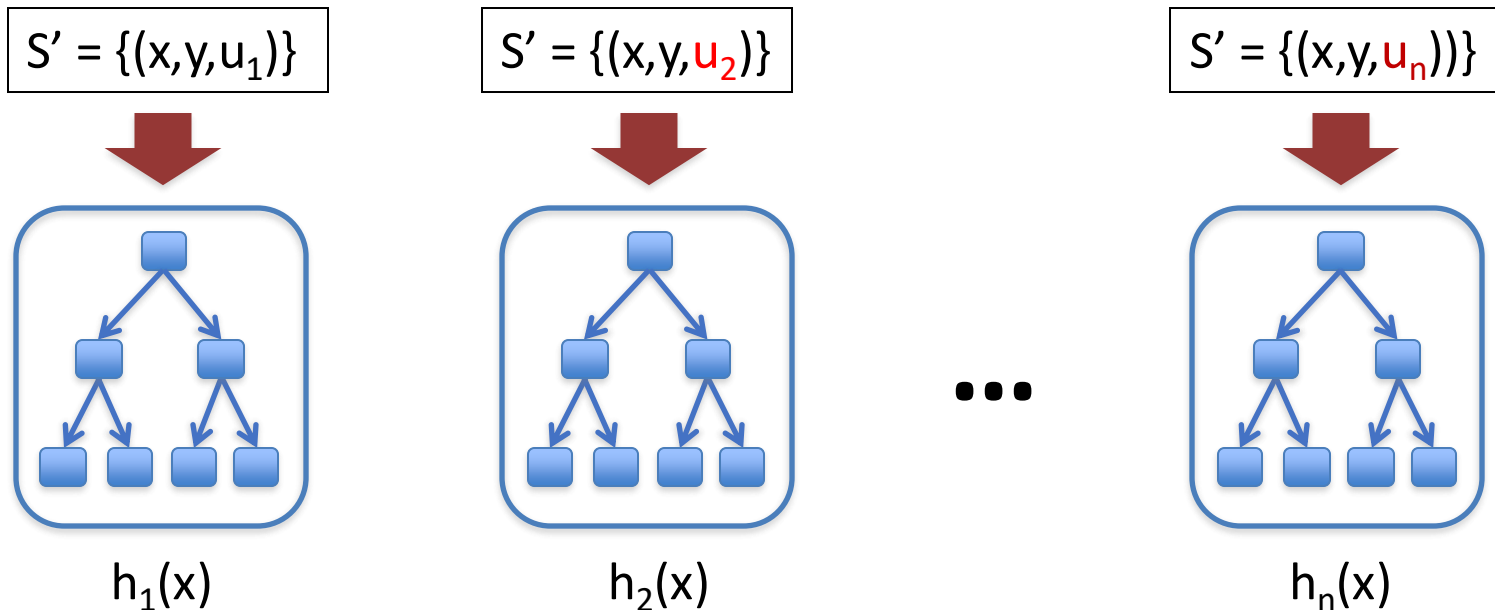 S’ = {(x,y,u₁)}
S’ = {(x,y,u₂)}
S’ = {(x,y,uₙ))}
...
h₁(x)
h₂(x)
hₙ(x)